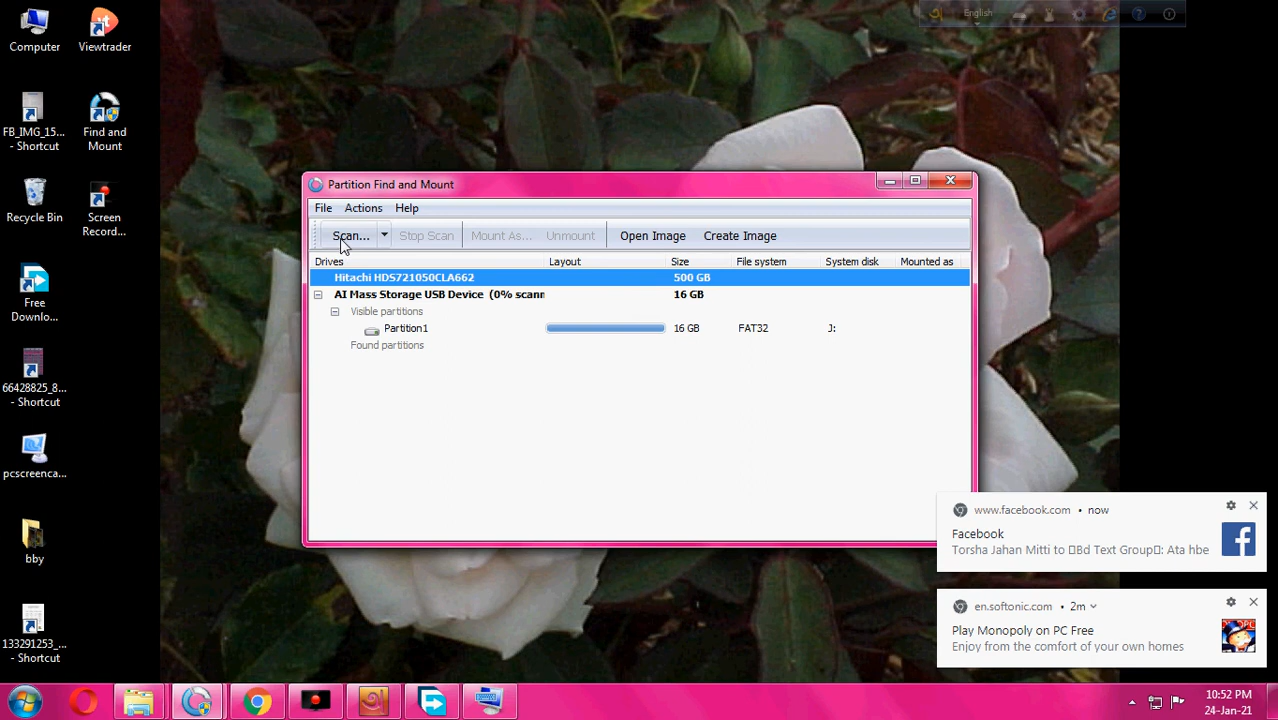 Computer
Viewtrader
English
FB_IMG_15...
- Shortcut
Find and
Mount
Recycle Bin
Screen
Record...
Free
Downlo...
66428825_8...
- Shortcut
pcscreenca...
bby
133291253_...
- Shortcut
Partition Find and Mount
File Actions Help
Scan... Stop Scan Mount As... Unmount Open Image Create Image
Drives Layout Size File system System disk Mounted as
Hitachi HDS721050CLA662 500 GB
AI Mass Storage USB Device (0% scann 16 GB
Visible partitions
Partition1 16 GB FAT32 J:
Found partitions
www.facebook.com • now
Facebook
Torsha Jahan Mitti to □Bd Text Group□: Ata hbe
en.softonic.com • 2m
Play Monopoly on PC Free
Enjoy from the comfort of your own homes
10:52 PM
24-Jan-21